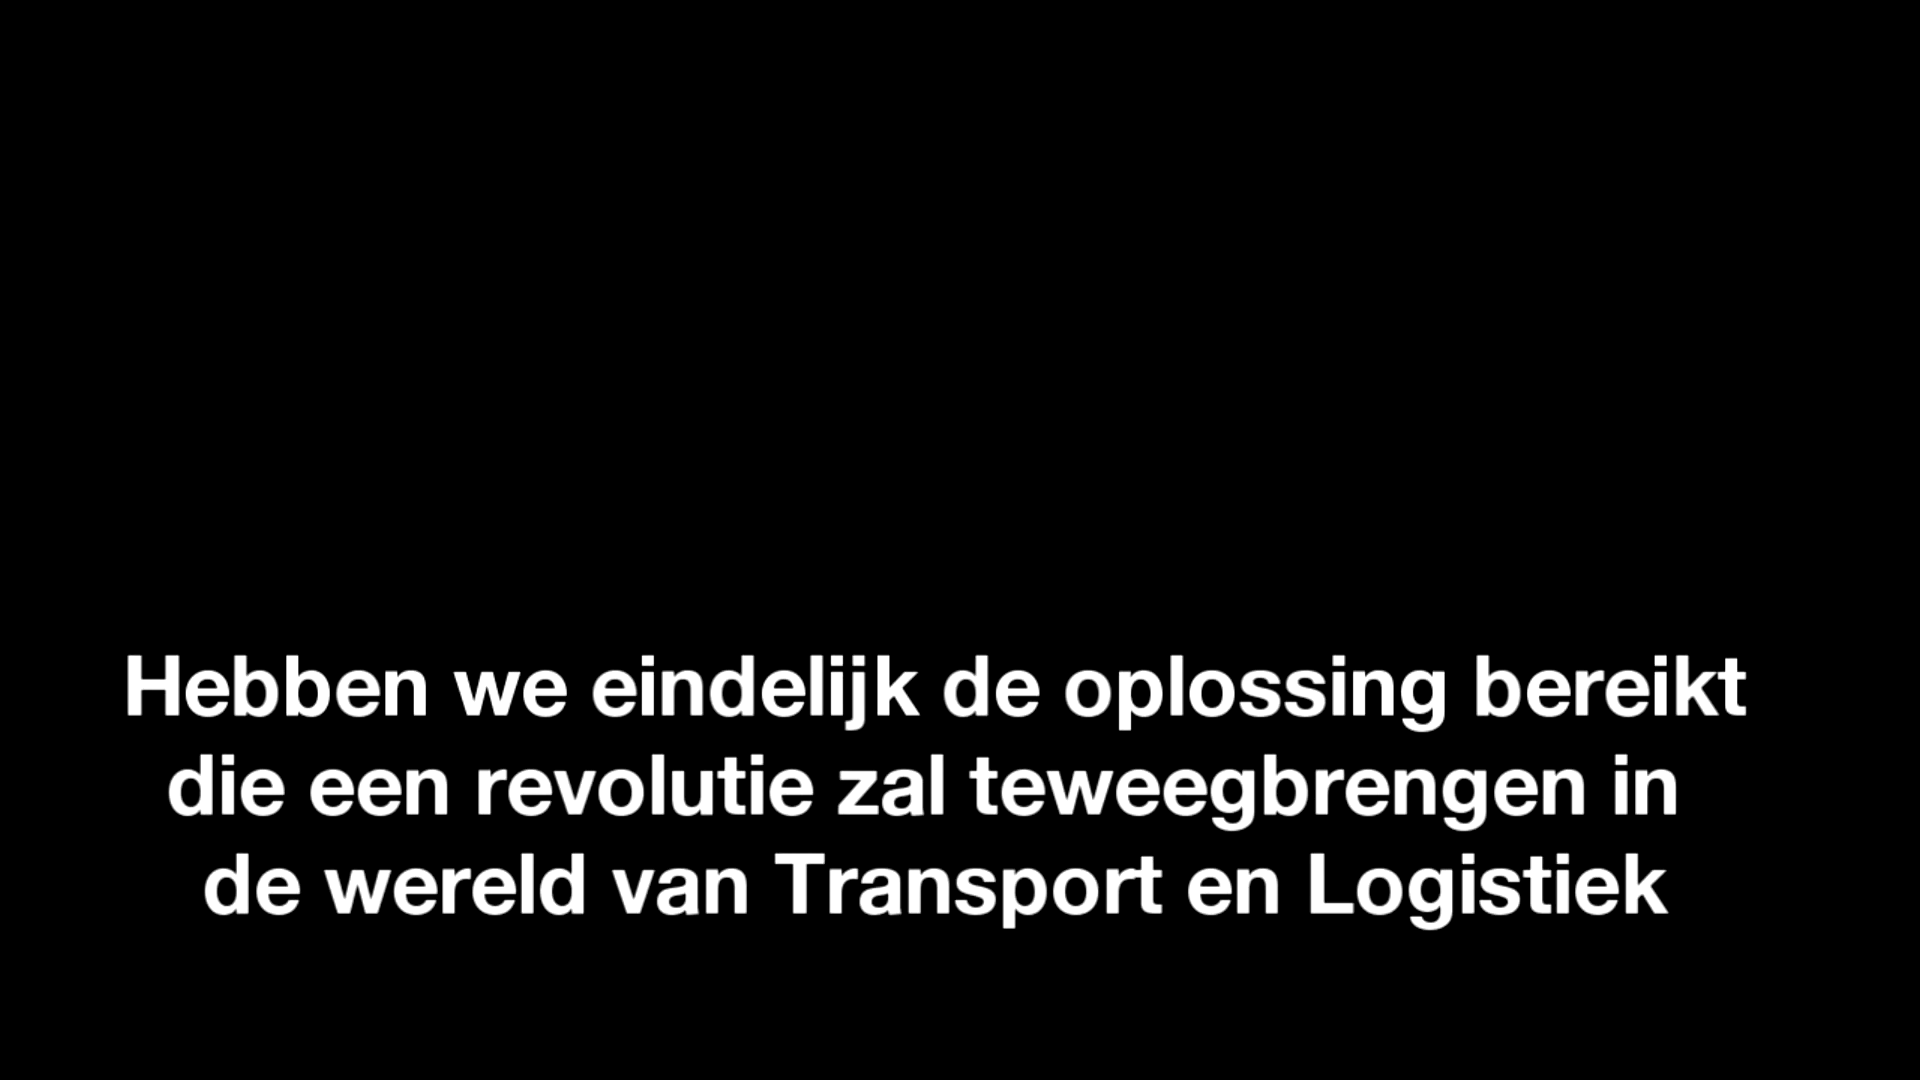 Hebben we eindelijk de oplossing bereikt
die een revolutie zal teweegbrengen in
de wereld van Transport en Logistiek